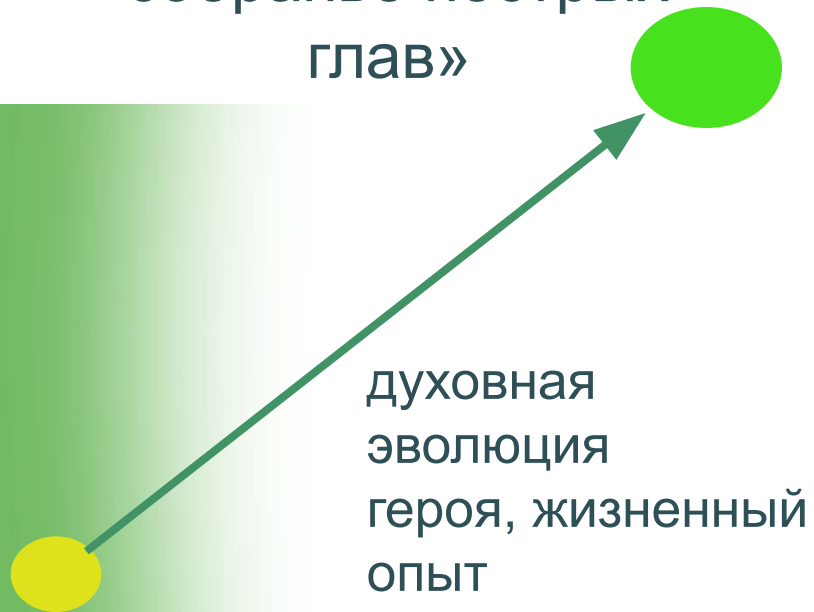 глав»
духовная
эволюция
героя, жизненный
опыт